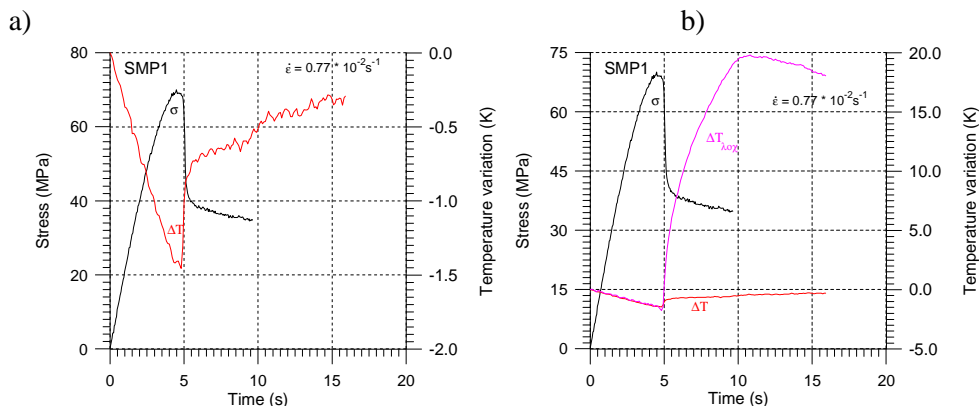 a)
80
60
40
20
0
Stress (MPa)
SMP1
ε̇ = 0.77 * 10⁻²s⁻¹
σ
ΔT
0.0
-0.5
-1.0
-1.5
-2.0
Temperature variation (K)
0 5 10 15 20
Time (s)
b)
75
60
45
30
15
0
Stress (MPa)
SMP1
ε̇ = 0.77 * 10⁻²s⁻¹
σ
ΔT λοχ
ΔT
20.0
15.0
10.0
5.0
0.0
-5.0
Temperature variation (K)
0 5 10 15 20
Time (s)